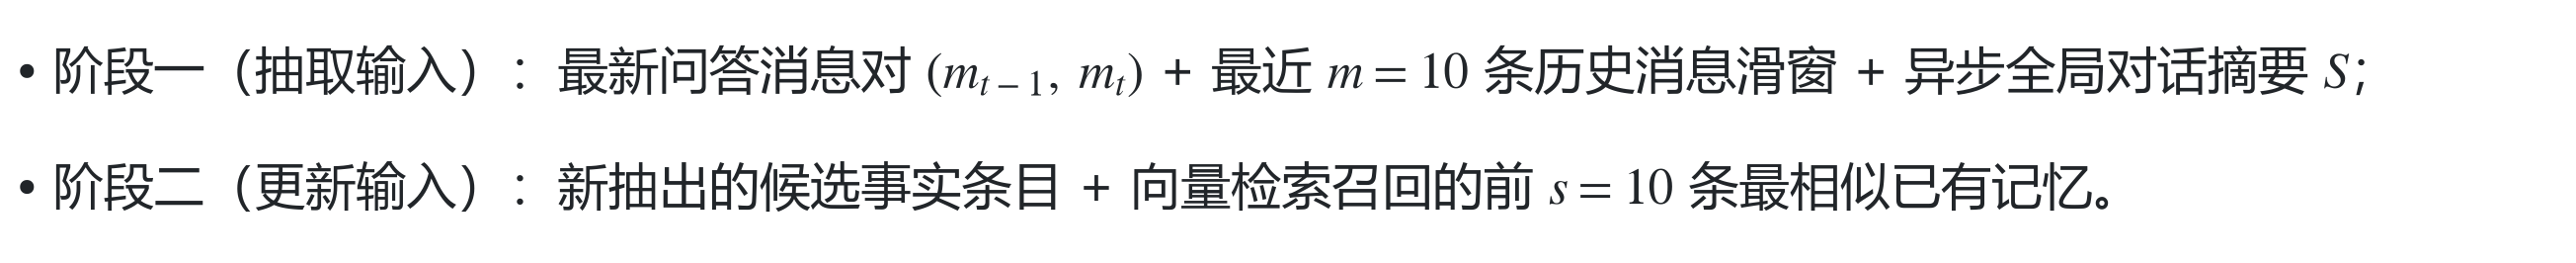 • 阶段一（抽取输入）：最新问答消息对 (m_{t−1}, m_t) + 最近 m = 10 条历史消息滑窗 + 异步全局对话摘要 S；
• 阶段二（更新输入）：新抽出的候选事实条目 + 向量检索召回的前 s = 10 条最相似已有记忆。